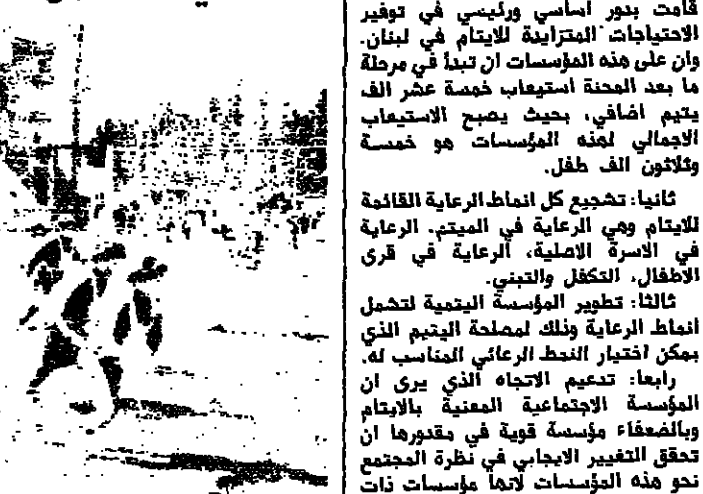 قامت بدور اساسي ورئيسي في توفير
الاحتياجات المتزايدة للايتام في لبنان.
وان على هذه المؤسسات ان تبدأ في مرحلة
ما بعد المحنة استيعاب خمسة عشر الف
يتيم اضافي، بحيث يصبح الاستيعاب
الاجمالي لهذه المؤسسات هو خمسة
وثلاثون الف طفل.
ثانيا: تشجيع كل انماط الرعاية القائمة
للايتام وهي الرعاية في الميتم. الرعاية
في الاسرة الاصلية، الرعاية في قرى
الاطفال، التكفل والتبني.
ثالثا: تطوير المؤسسة اليتمية لتشمل
انماط الرعاية وذلك لمصلحة اليتيم الذي
يمكن اختيار النمط الرعائي المناسب له.
رابعا: تدعيم الاتجاه الذي يرى ان
المؤسسة الاجتماعية المعنية بالايتام
وبالضعفاء مؤسسة قوية في مقدورها ان
تحقق التغيير الايجابي في نظرة المجتمع
نحو هذه المؤسسات لانها مؤسسات ذات